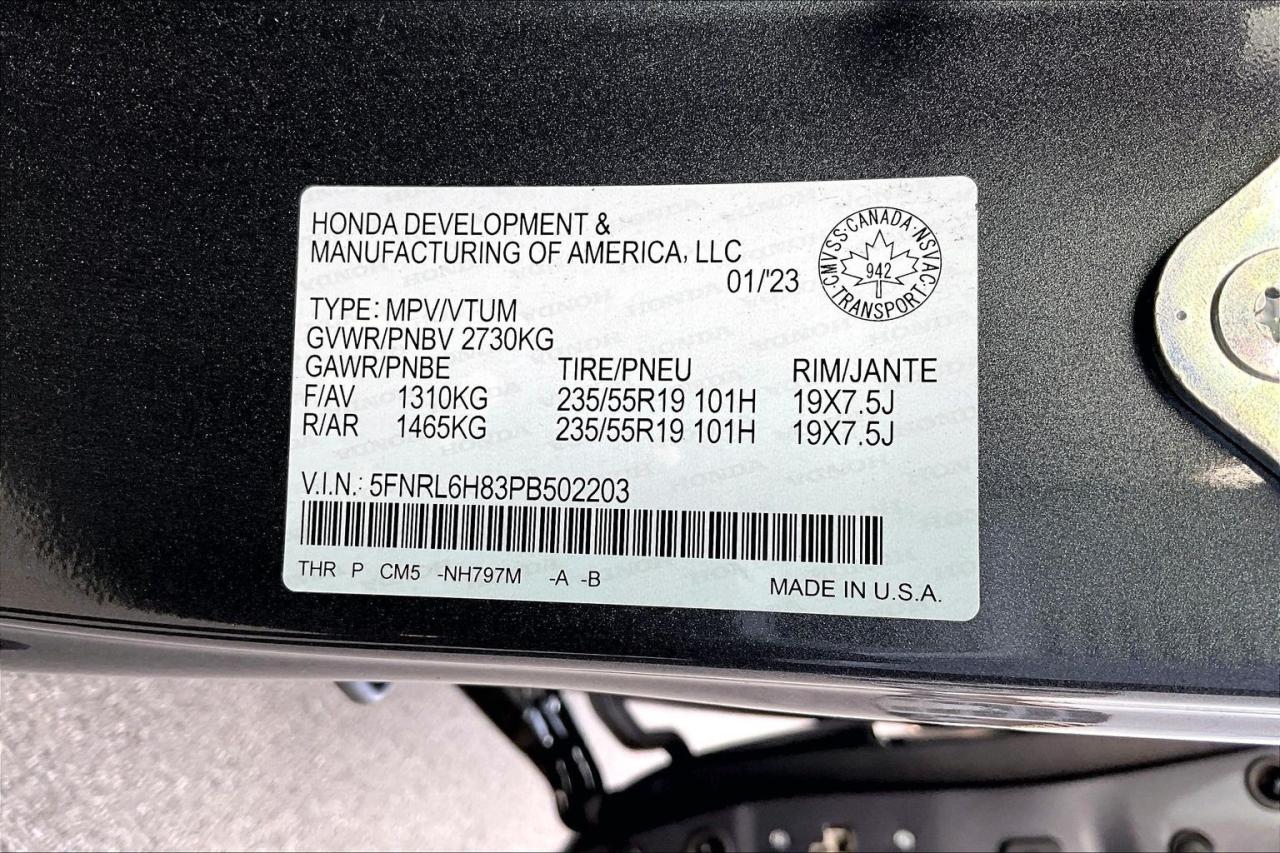 HONDA DEVELOPMENT &
MANUFACTURING OF AMERICA, LLC
01/'23
CMVSS·CANADA·NSVAC·TRANSPORT·
942
TYPE: MPV/VTUM
GVWR/PNBV 2730KG
GAWR/PNBE TIRE/PNEU RIM/JANTE
F/AV 1310KG 235/55R19 101H 19X7.5J
R/AR 1465KG 235/55R19 101H 19X7.5J
V.I.N.: 5FNRL6H83PB502203
THR P CM5 -NH797M -A -B
MADE IN U.S.A.